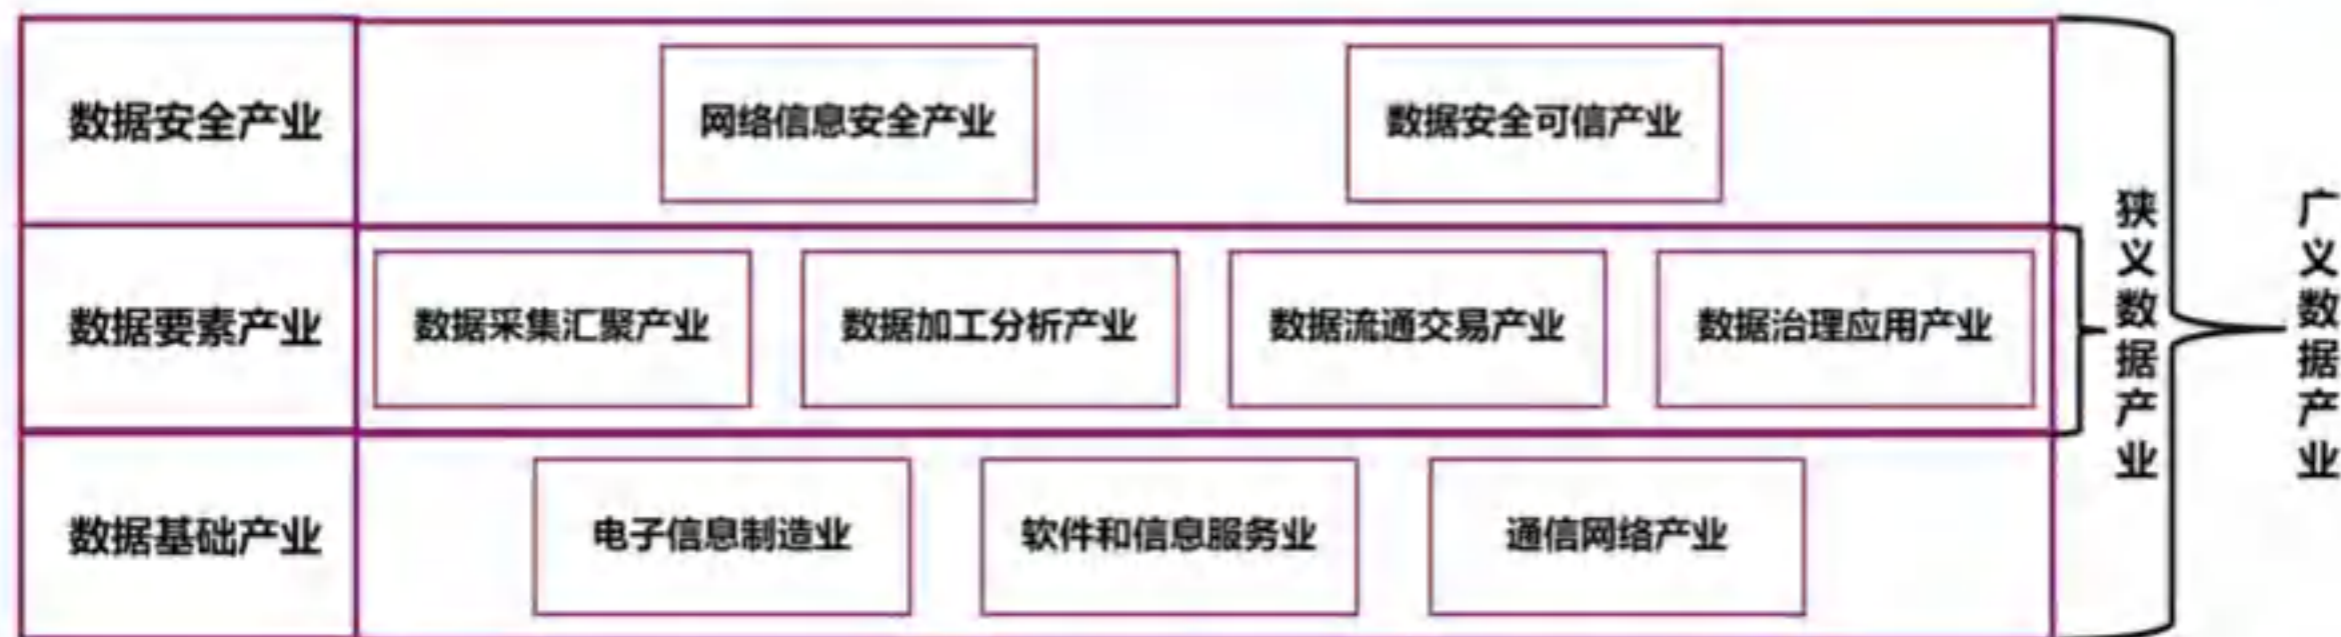 数据安全产业
网络信息安全产业
数据安全可信产业
数据要素产业
数据采集汇聚产业
数据加工分析产业
数据流通交易产业
数据治理应用产业
数据基础产业
电子信息制造业
软件和信息服务业
通信网络产业
狭义数据产业
广义数据产业